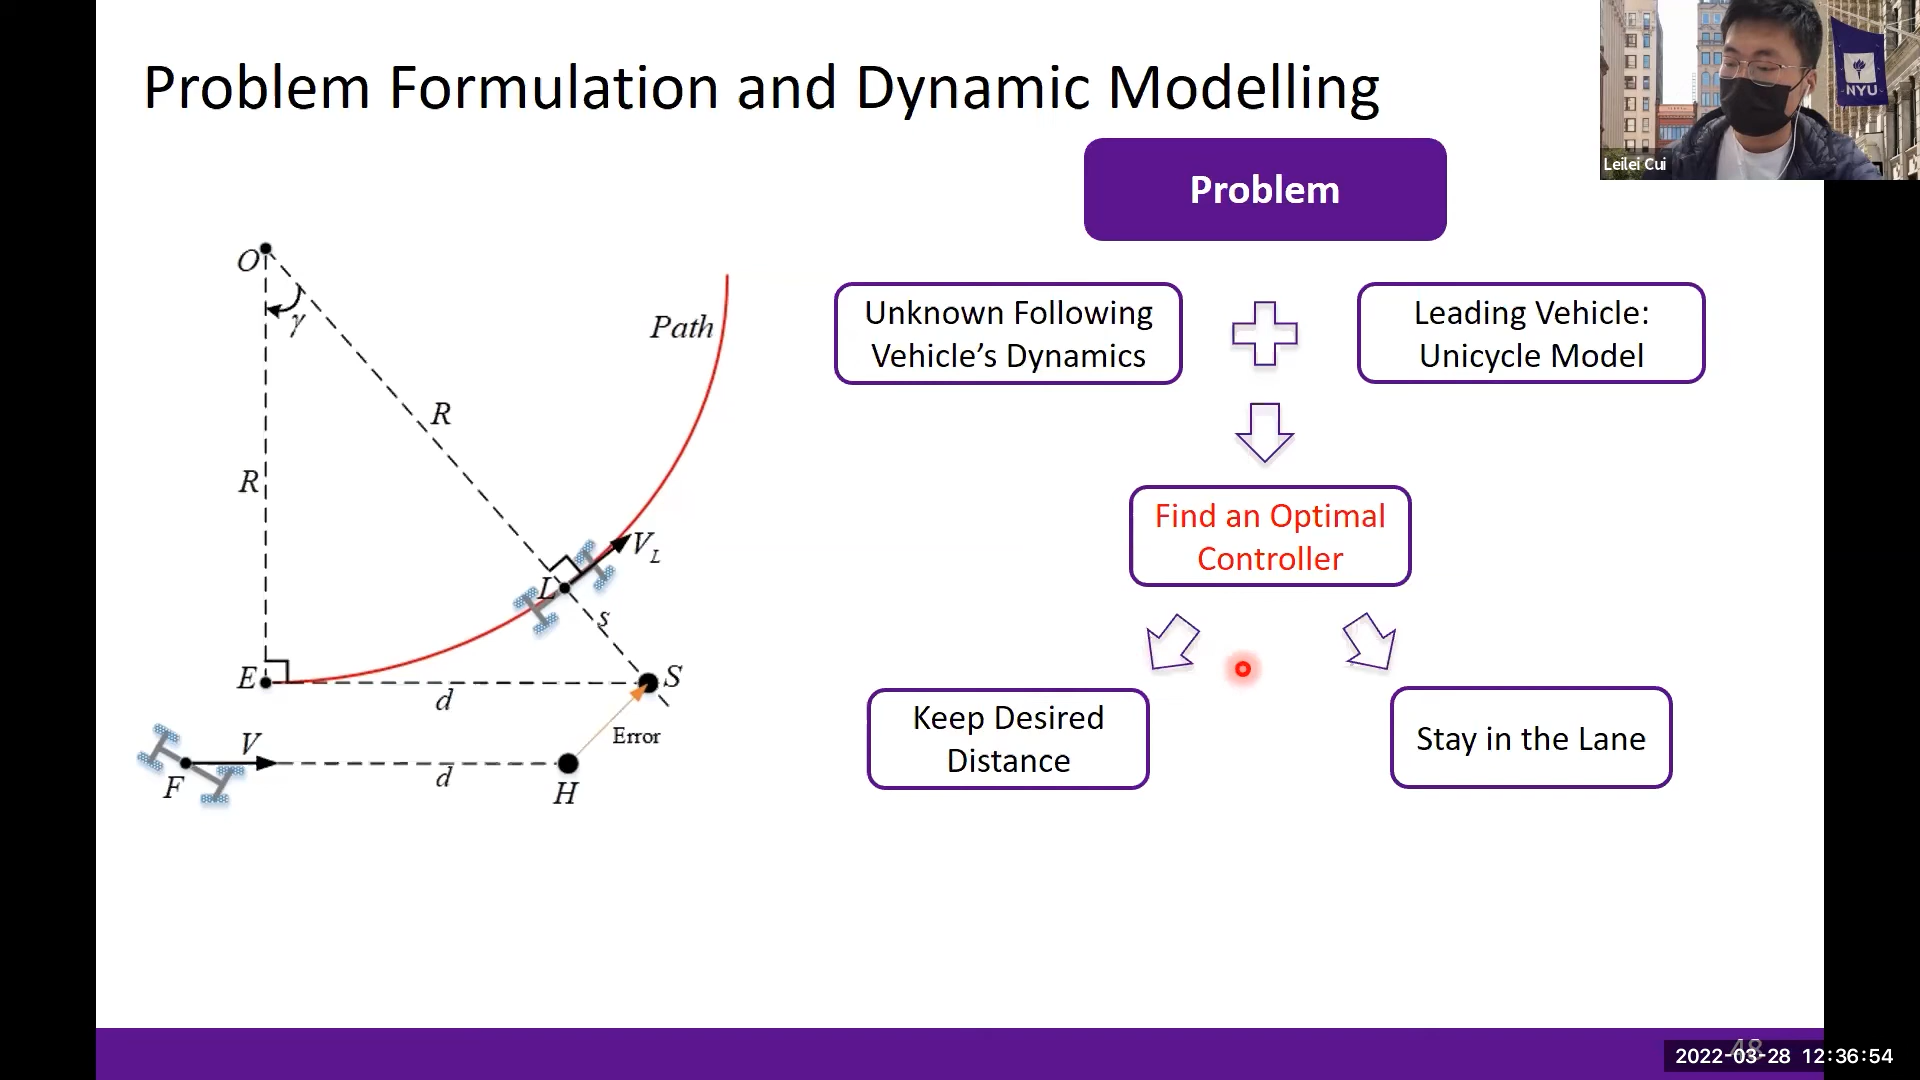 Problem Formulation and Dynamic Modelling
NYU
Leilei Cui
Problem
Unknown Following
Vehicle’s Dynamics
Leading Vehicle:
Unicycle Model
Find an Optimal
Controller
Keep Desired
Distance
Stay in the Lane
O
γ
Path
R
R
V_L
L
s
E
d
S
Error
V
F
d
H
48
2022-03-28 12:36:54